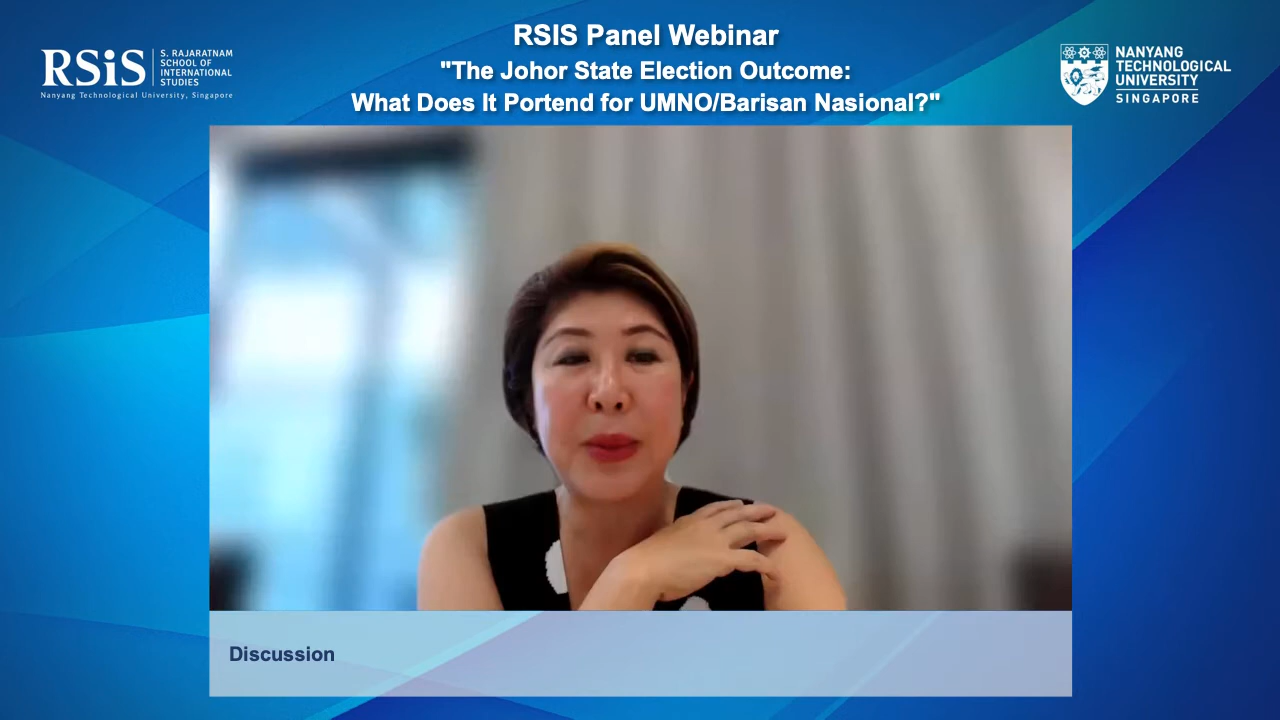 RSIS Panel Webinar
"The Johor State Election Outcome:
What Does It Portend for UMNO/Barisan Nasional?"
RSiS
S. RAJARATNAM
SCHOOL OF
INTERNATIONAL
STUDIES
Nanyang Technological University, Singapore
NANYANG
TECHNOLOGICAL
UNIVERSITY
SINGAPORE
Discussion